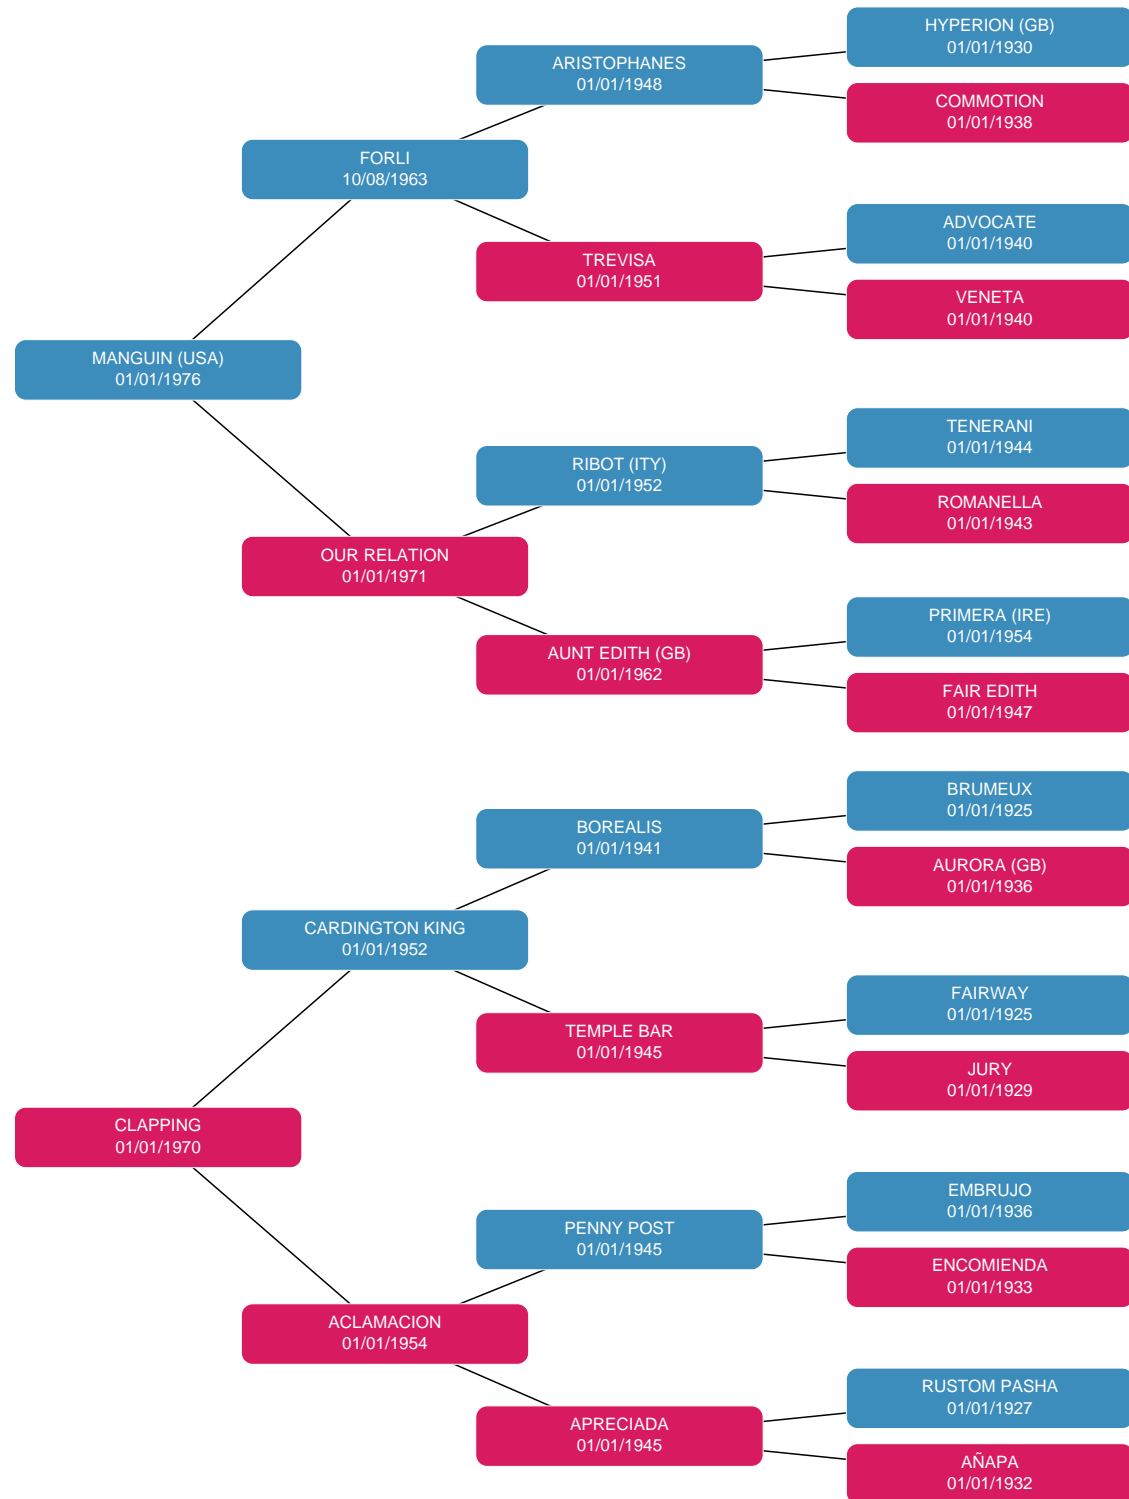 HYPERION (GB)
01/01/1930
ARISTOPHANES
01/01/1948
COMMOTION
01/01/1938
FORLI
10/08/1963
ADVOCATE
01/01/1940
TREVISA
01/01/1951
VENETA
01/01/1940
MANGUIN (USA)
01/01/1976
TENERANI
01/01/1944
RIBOT (ITY)
01/01/1952
ROMANELLA
01/01/1943
OUR RELATION
01/01/1971
PRIMERA (IRE)
01/01/1954
AUNT EDITH (GB)
01/01/1962
FAIR EDITH
01/01/1947
BRUMEUX
01/01/1925
BOREALIS
01/01/1941
AURORA (GB)
01/01/1936
CARDINGTON KING
01/01/1952
FAIRWAY
01/01/1925
TEMPLE BAR
01/01/1945
JURY
01/01/1929
CLAPPING
01/01/1970
EMBRUJO
01/01/1936
PENNY POST
01/01/1945
ENCOMIENDA
01/01/1933
ACLAMACION
01/01/1954
RUSTOM PASHA
01/01/1927
APRECIADA
01/01/1945
AÑAPA
01/01/1932